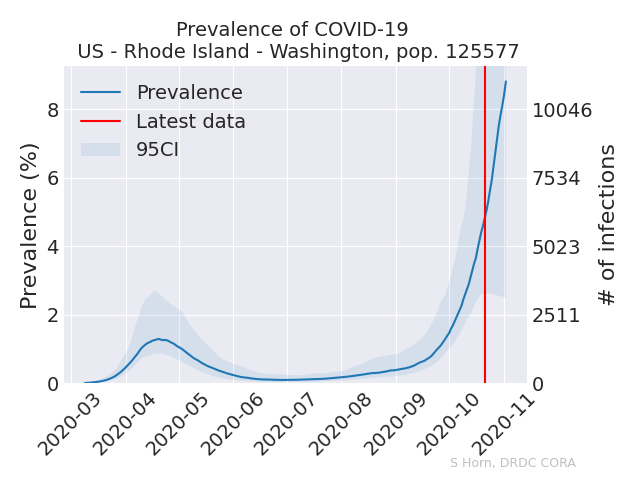 Prevalence of COVID-19
US - Rhode Island - Washington, pop. 125577
Prevalence
Latest data
95CI
Prevalence (%)
8
6
4
2
0
10046
7534
5023
2511
0
# of infections
2020-03
2020-04
2020-05
2020-06
2020-07
2020-08
2020-09
2020-10
2020-11
S Horn, DRDC CORA